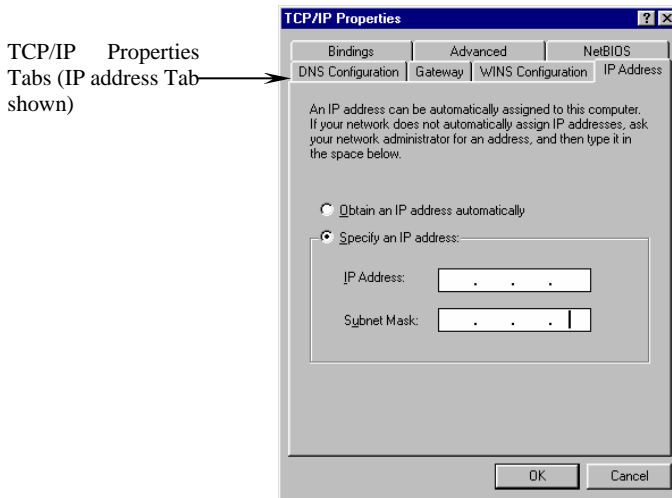 TCP/IP Properties
Tabs (IP address Tab
shown)
TCP/IP Properties
Bindings Advanced NetBIOS
DNS Configuration Gateway WINS Configuration IP Address
An IP address can be automatically assigned to this computer.
If your network does not automatically assign IP addresses, ask
your network administrator for an address, and then type it in
the space below.
Obtain an IP address automatically
Specify an IP address:
IP Address: . . .
Subnet Mask: . . .
OK Cancel